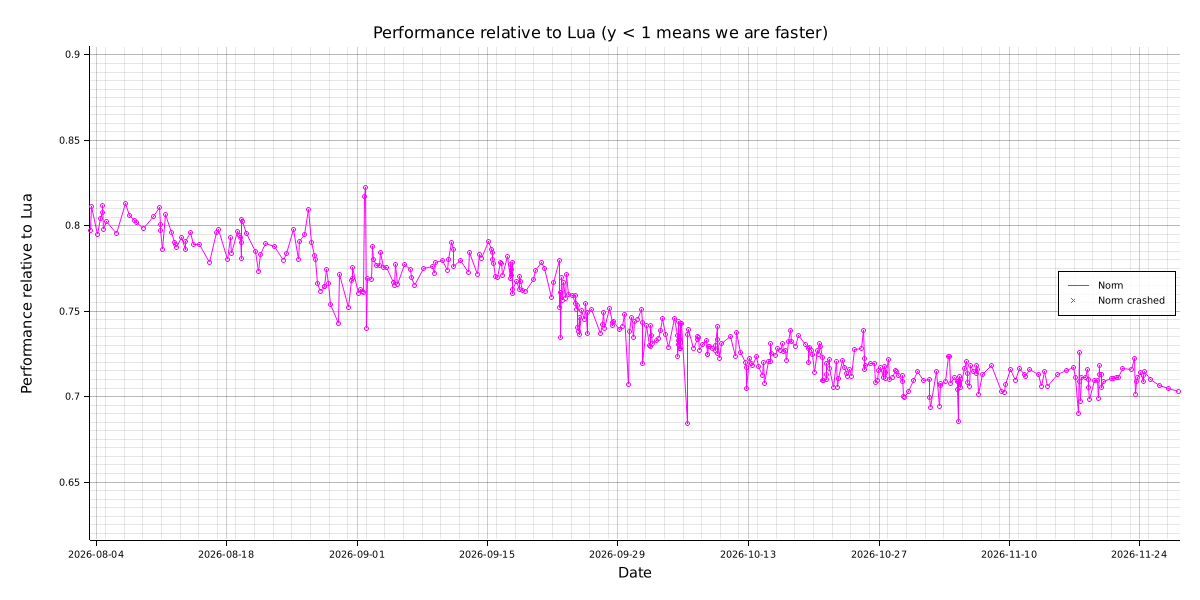 Performance relative to Lua (y < 1 means we are faster)
0.9
0.85
0.8
0.75
0.7
0.65
Performance relative to Lua
Norm
Norm crashed
2026-08-04 2026-08-18 2026-09-01 2026-09-15 2026-09-29 2026-10-13 2026-10-27 2026-11-10 2026-11-24
Date